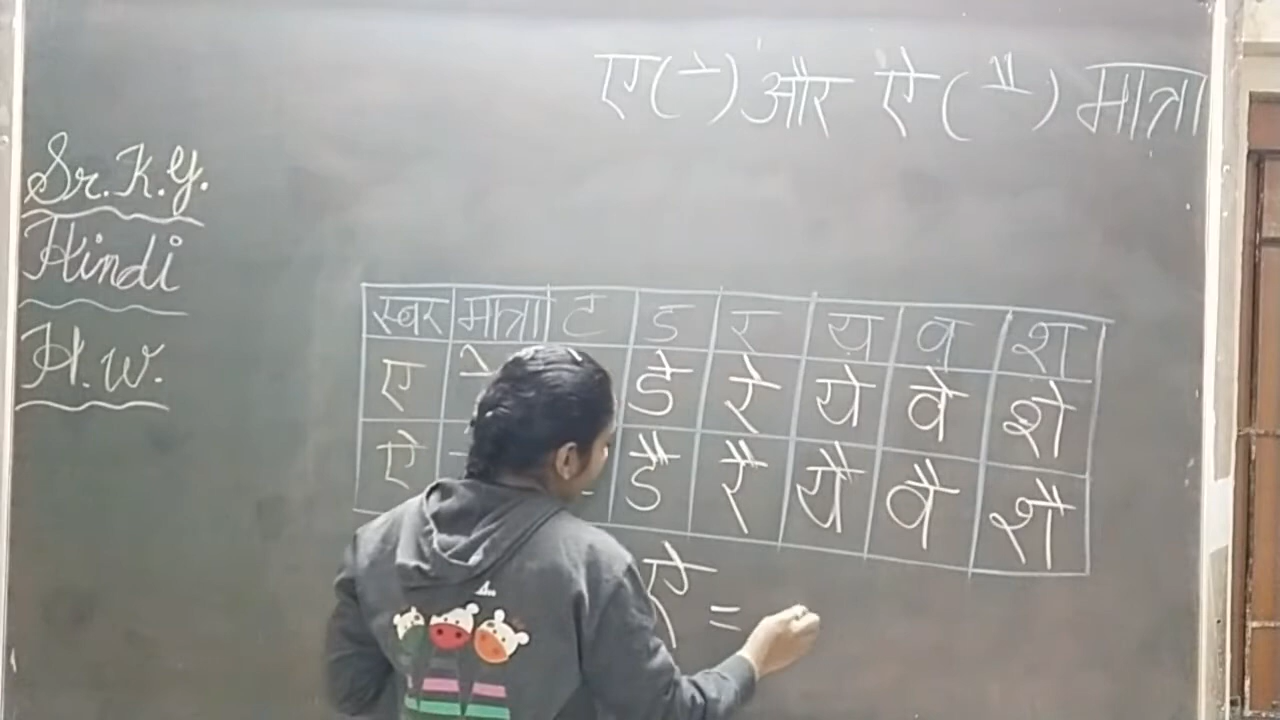 ए ( े ) और ऐ ( ै ) मात्रा
Sr. K.G.
Hindi
H.W.
स्वर मात्रा ट ड र य व श
ए े डे रे ये वे शे
ऐ डै रै यै वै शै
ऐ =